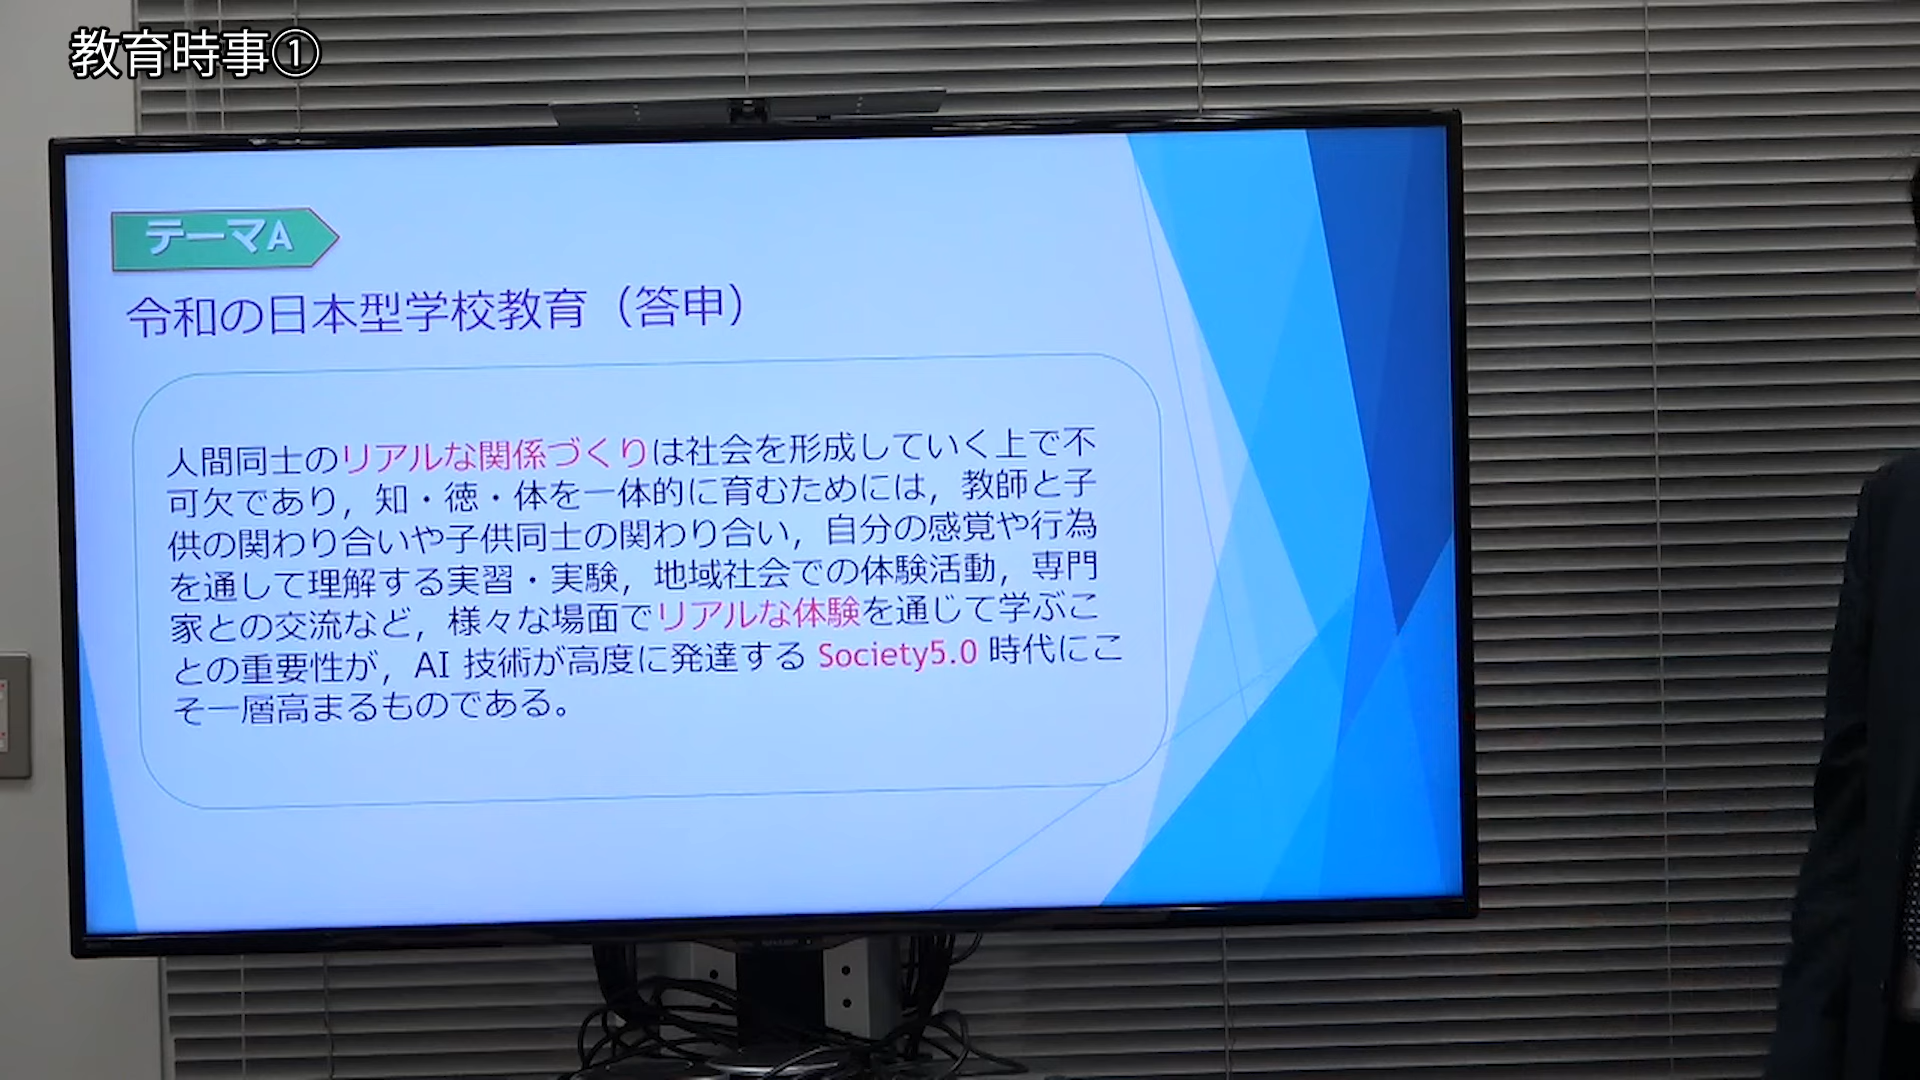 教育時事①
テーマA
令和の日本型学校教育（答申）
人間同士のリアルな関係づくりは社会を形成していく上で不
可欠であり，知・徳・体を一体的に育むためには，教師と子
供の関わり合いや子供同士の関わり合い，自分の感覚や行為
を通して理解する実習・実験，地域社会での体験活動，専門
家との交流など，様々な場面でリアルな体験を通じて学ぶこ
との重要性が，AI 技術が高度に発達する Society5.0 時代にこ
そ一層高まるものである。